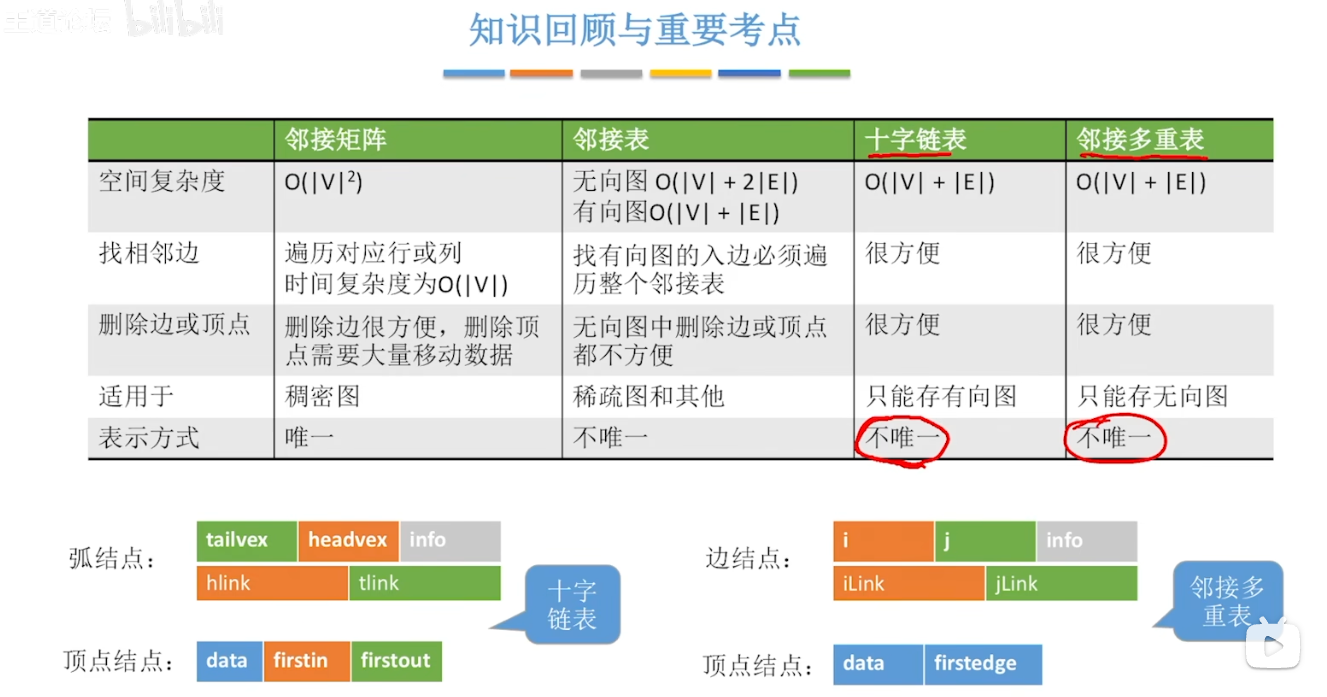 bilibili
知识回顾与重要考点
邻接矩阵 邻接表 十字链表 邻接多重表
空间复杂度 O(|V|²) 无向图 O(|V| + 2|E|) O(|V| + |E|) O(|V| + |E|)
有向图O(|V| + |E|)
找相邻边 遍历对应行或列 找有向图的入边必须遍 很方便 很方便
时间复杂度为O(|V|) 历整个邻接表
删除边或顶点 删除边很方便，删除顶 无向图中删除边或顶点 很方便 很方便
点需要大量移动数据 都不方便
适用于 稠密图 稀疏图和其他 只能存有向图 只能存无向图
表示方式 唯一 不唯一 不唯一 不唯一
弧结点： tailvex headvex info
hlink tlink
十字
链表
顶点结点： data firstin firstout
边结点： i j info
iLink jLink
邻接多
重表
顶点结点： data firstedge